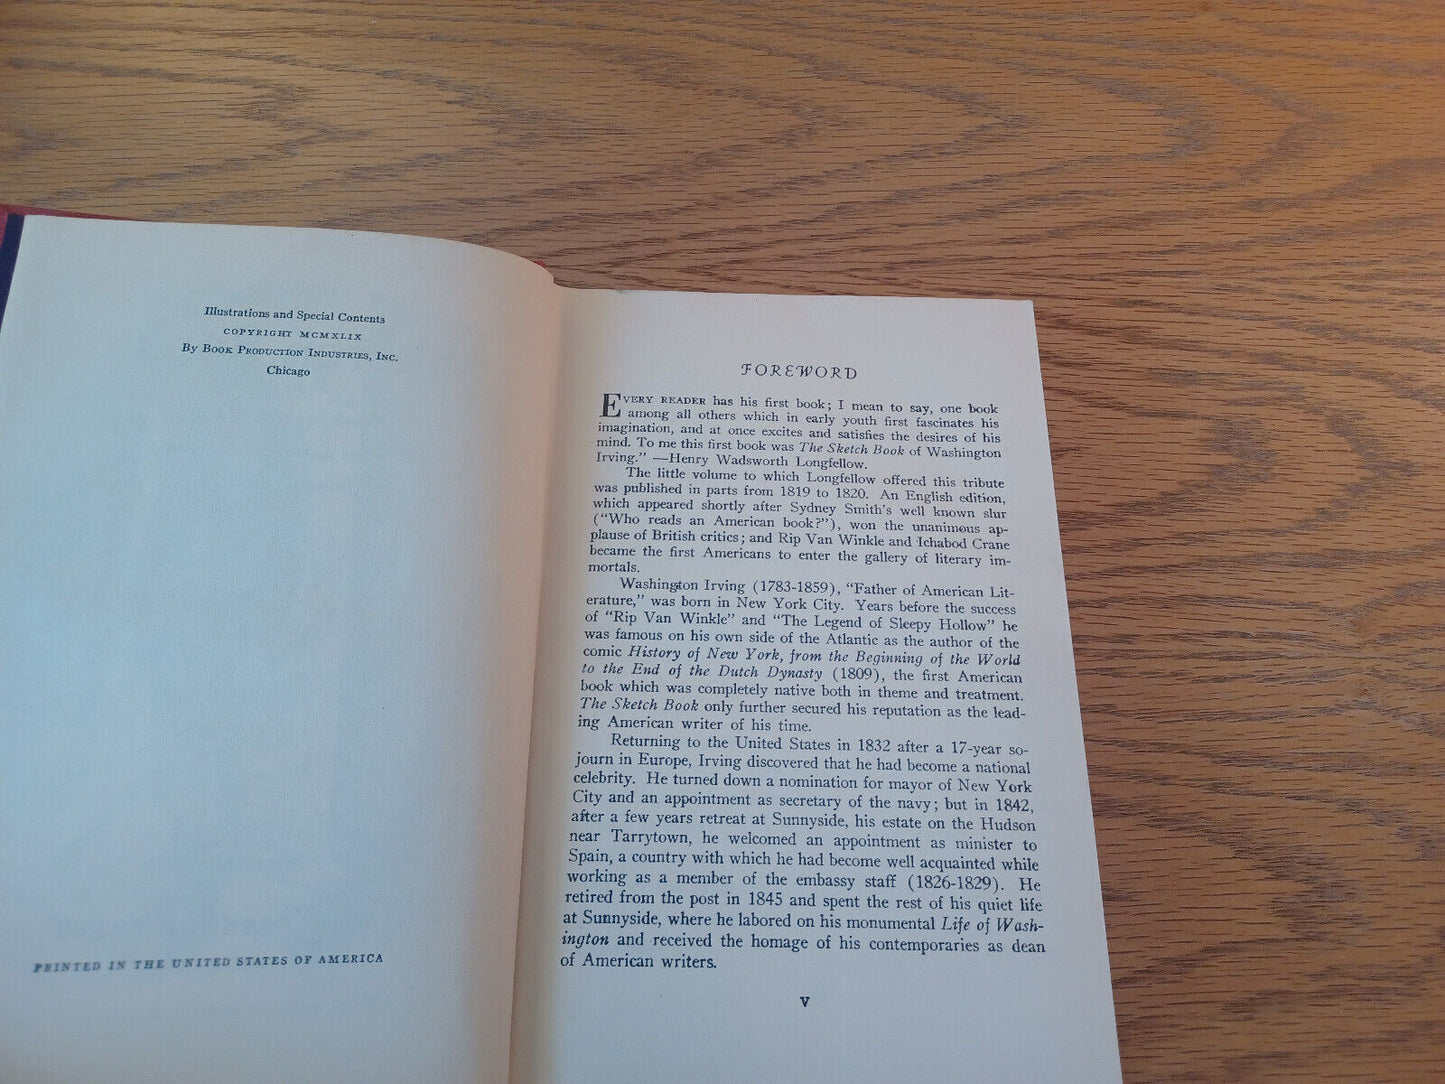 Illustrations and Special Contents
COPYRIGHT MCMXLIX
By Book Production Industries, Inc.
Chicago
PRINTED IN THE UNITED STATES OF AMERICA
FOREWORD
EVERY READER has his first book; I mean to say, one book
among all others which in early youth first fascinates his
imagination, and at once excites and satisfies the desires of his
mind. To me this first book was The Sketch Book of Washington
Irving.” —Henry Wadsworth Longfellow.
The little volume to which Longfellow offered this tribute
was published in parts from 1819 to 1820. An English edition,
which appeared shortly after Sydney Smith's well known slur
(“Who reads an American book?”), won the unanimous ap-
plause of British critics; and Rip Van Winkle and Ichabod Crane
became the first Americans to enter the gallery of literary im-
mortals.
Washington Irving (1783-1859), “Father of American Lit-
erature,” was born in New York City. Years before the success
of “Rip Van Winkle” and “The Legend of Sleepy Hollow” he
was famous on his own side of the Atlantic as the author of the
comic History of New York, from the Beginning of the World
to the End of the Dutch Dynasty (1809), the first American
book which was completely native both in theme and treatment.
The Sketch Book only further secured his reputation as the lead-
ing American writer of his time.
Returning to the United States in 1832 after a 17-year so-
journ in Europe, Irving discovered that he had become a national
celebrity. He turned down a nomination for mayor of New York
City and an appointment as secretary of the navy; but in 1842,
after a few years retreat at Sunnyside, his estate on the Hudson
near Tarrytown, he welcomed an appointment as minister to
Spain, a country with which he had become well acquainted while
working as a member of the embassy staff (1826-1829). He
retired from the post in 1845 and spent the rest of his quiet life
at Sunnyside, where he labored on his monumental Life of Wash-
ington and received the homage of his contemporaries as dean
of American writers.
V